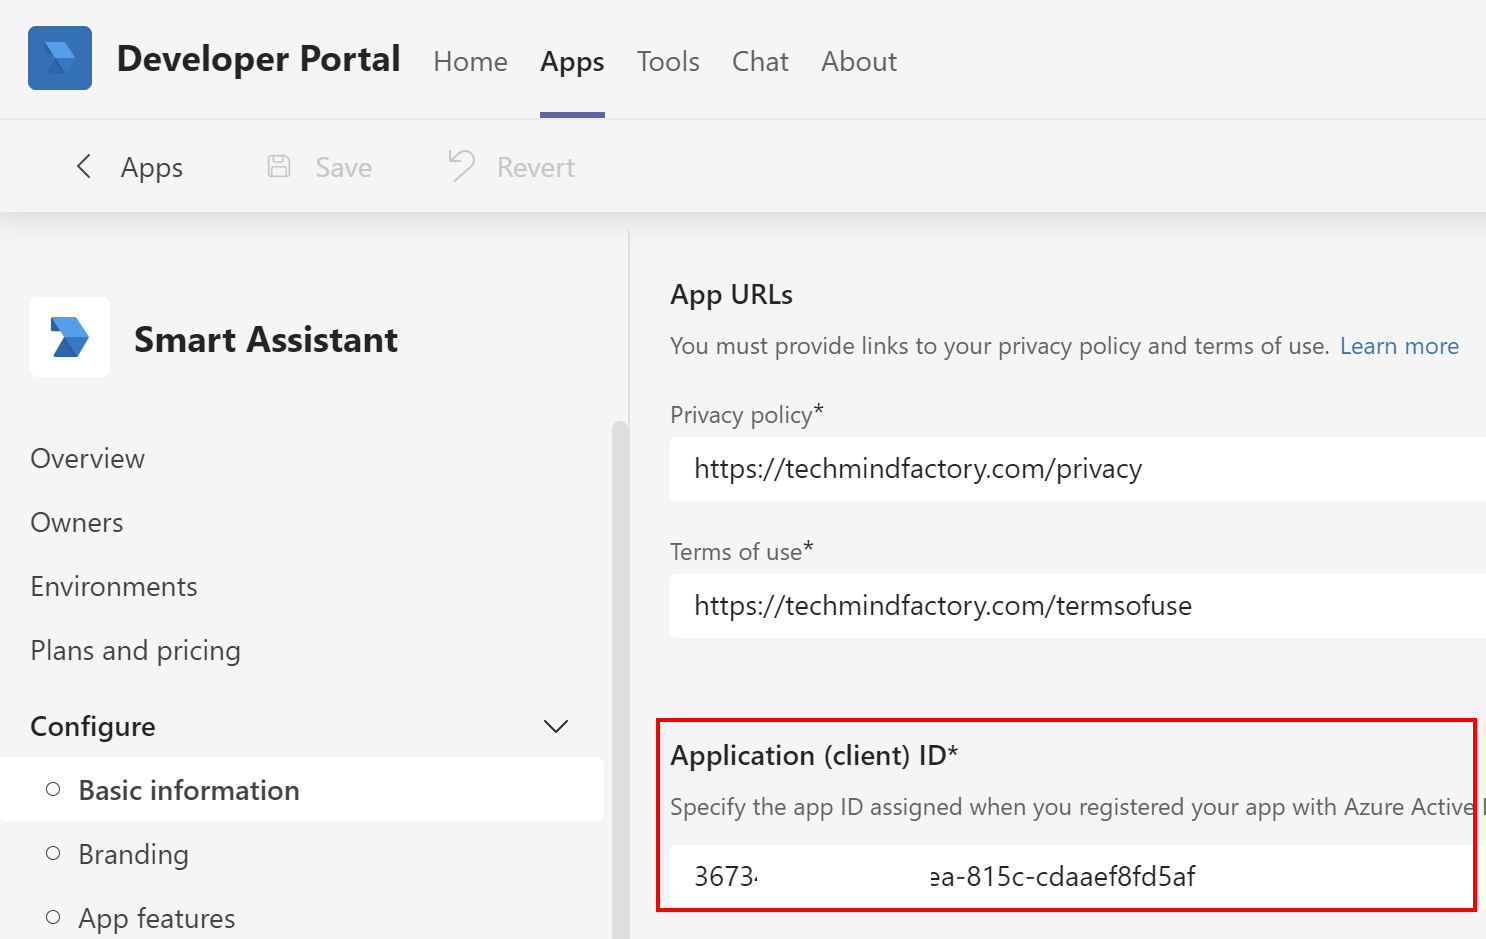 Developer Portal Home Apps Tools Chat About
Apps Save Revert
Smart Assistant
Overview
Owners
Environments
Plans and pricing
Configure
Basic information
Branding
App features
App URLs
You must provide links to your privacy policy and terms of use. Learn more
Privacy policy*
https://techmindfactory.com/privacy
Terms of use*
https://techmindfactory.com/termsofuse
Application (client) ID*
Specify the app ID assigned when you registered your app with Azure Active
3673 ea-815c-cdaaef8fd5af